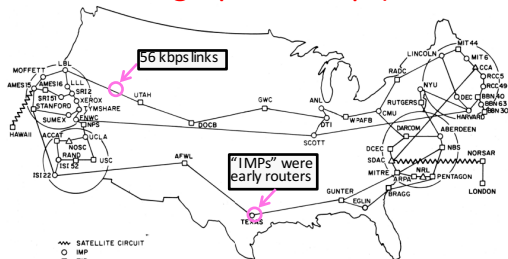 56 kbps links
"IMPs" were
early routers
MOFFETT
LBL
AMES15
AMES16
LLL
SRI2
SRI51
XEROX
STANFORD
TYMSHARE
SUMEX
FNWC
NPS
HAWAII
ACCAT
UCLA
NOSC
RAND
ISI52
USC
ISI22
UTAH
DOCB
GWC
AFWL
TEXAS
ANL
DTI
SCOTT
WPAFB
CMU
RADC
RUTGERS
LINCOLN
NYU
MIT44
MIT6
CCA
RCC5
RCC49
DEC
BBN40
BBN63
HARVARD
BBN30
DARCOM
ABERDEEN
DCEC
NBS
SDAC
NORSAR
MITRE
NRL
ARPA
PENTAGON
LONDON
GUNTER
BRAGG
EGLIN
SATELLITE CIRCUIT
IMP